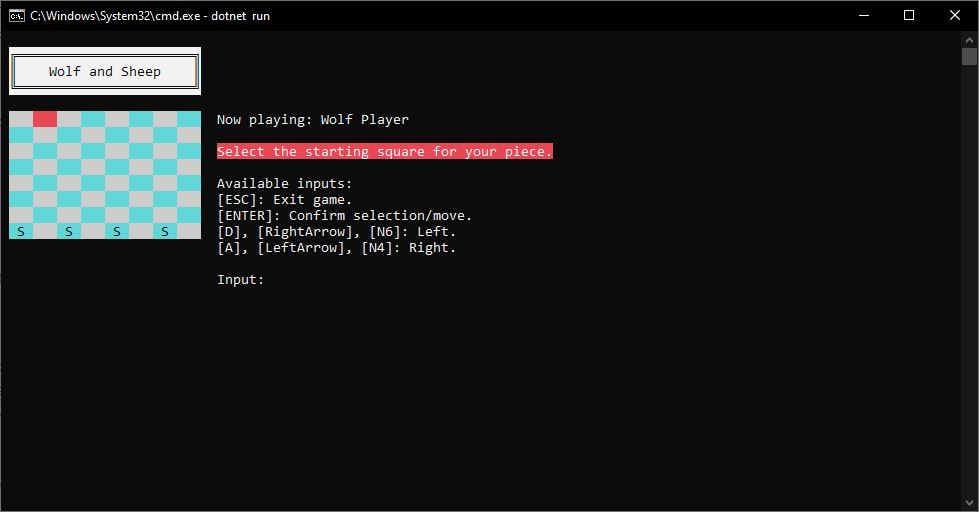 C:\Windows\System32\cmd.exe - dotnet run
Wolf and Sheep
Now playing: Wolf Player
Select the starting square for your piece.
Available inputs:
[ESC]: Exit game.
[ENTER]: Confirm selection/move.
[D], [RightArrow], [N6]: Left.
[A], [LeftArrow], [N4]: Right.
S S S S
Input: